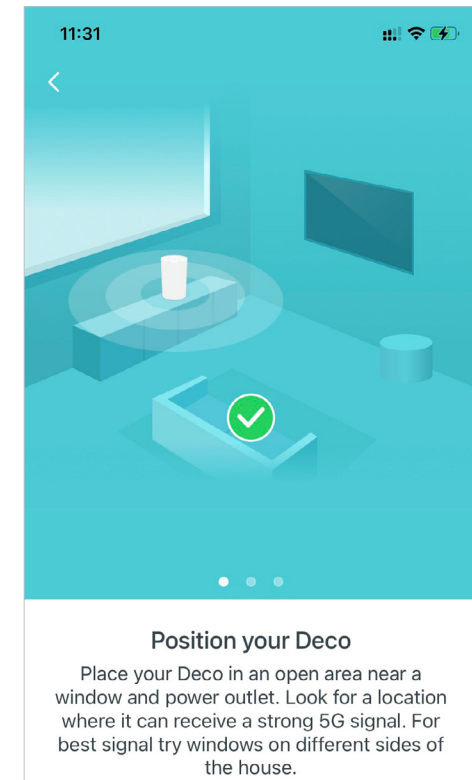 11:31
Position your Deco
Place your Deco in an open area near a
window and power outlet. Look for a location
where it can receive a strong 5G signal. For
best signal try windows on different sides of
the house.